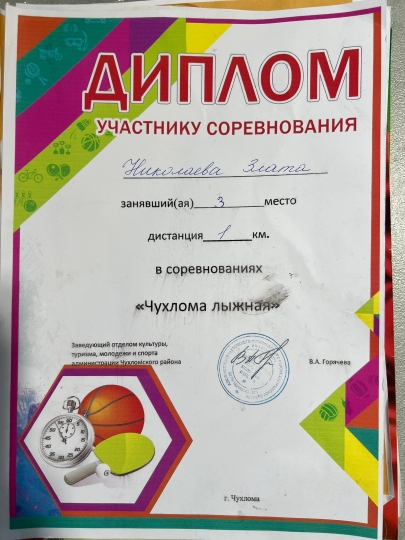 ДИПЛОМ
УЧАСТНИКУ СОРЕВНОВАНИЯ
Николаева Злата
занявший(ая) 3 место
дистанция 1 км.
в соревнованиях
«Чухлома лыжная»
Заведующий отделом культуры,
туризма, молодежи и спорта
администрации Чухломского района
В.А. Горячева
г. Чухлома